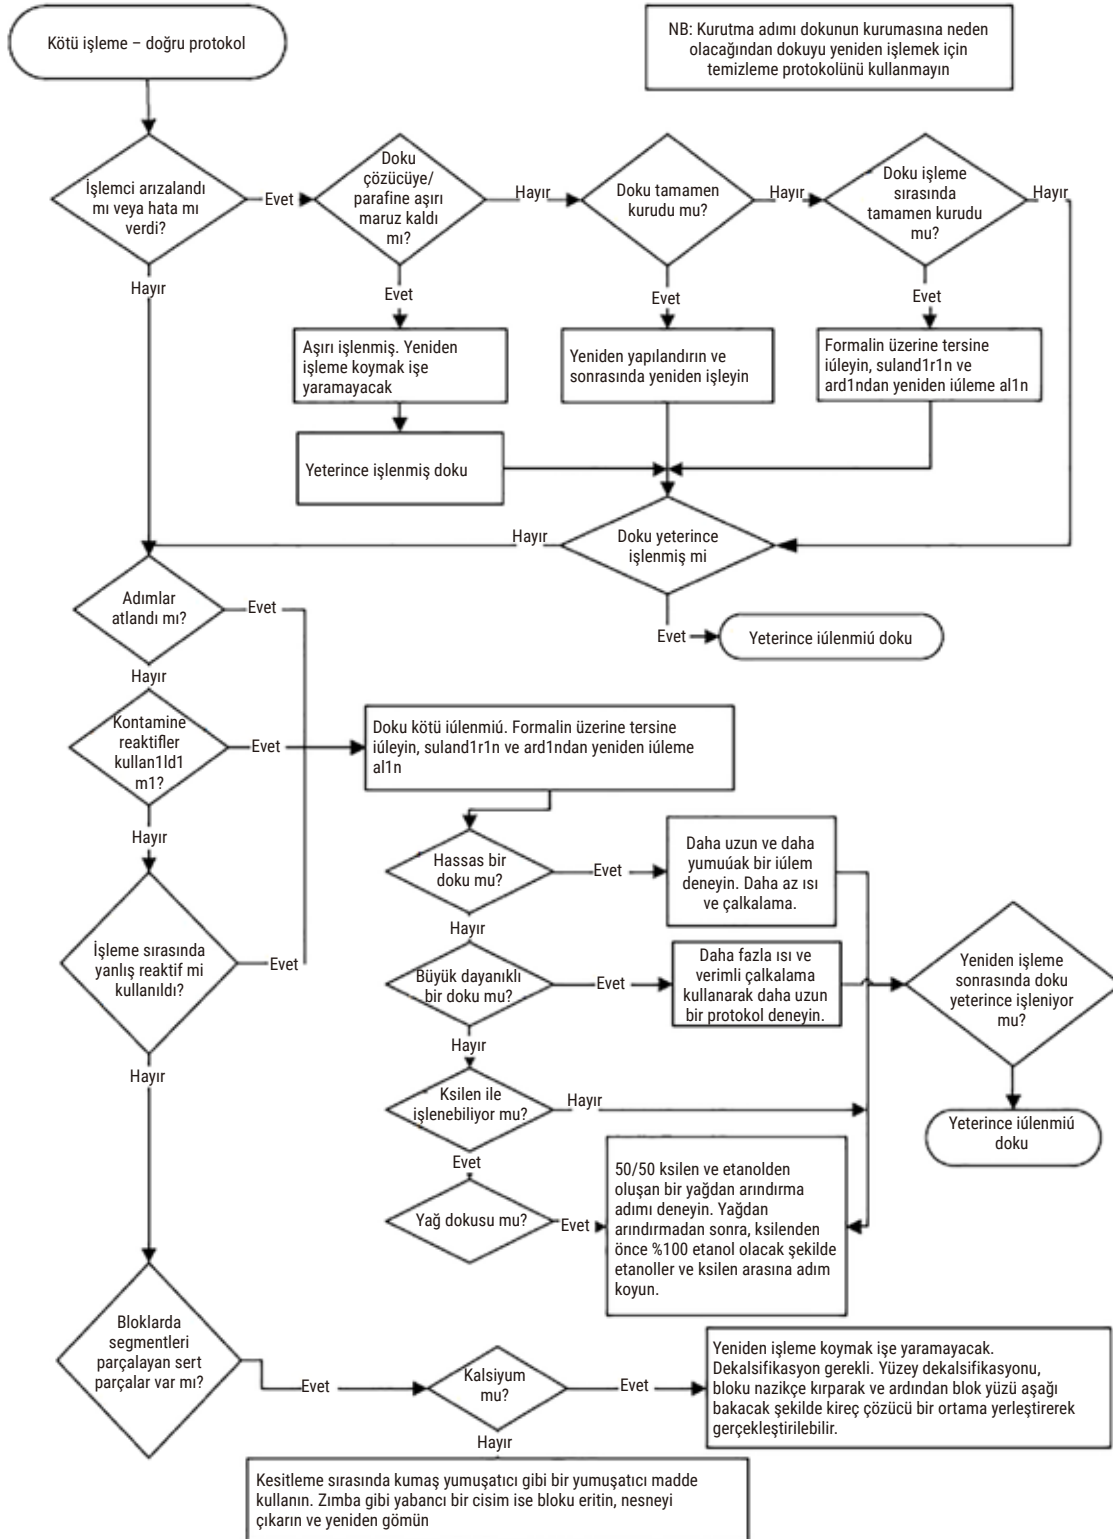 Kötü işleme – doğru protokol
NB: Kurutma adımı dokunun kurumasına neden
olacağından dokuyu yeniden işlemek için
temizleme protokolünü kullanmayın
İşlemci arızalandı
mı veya hata mı
verdi?
Evet
Doku
çözücüye/
parafine aşırı
maruz kaldı
mı?
Hayır
Doku tamamen
kurudu mu?
Hayır
Doku işleme
sırasında
tamamen kurudu
mu?
Hayır
Hayır
Evet
Evet
Evet
Aşırı işlenmiş. Yeniden
işleme koymak işe
yaramayacak
Yeniden yapılandırın ve
sonrasında yeniden işleyin
Formalin üzerine tersine
iúleyin, suland1r1n ve
ard1ndan yeniden iúleme al1n
Yeterince işlenmiş doku
Hayır
Doku yeterince
işlenmiş mi
Evet
Yeterince iúlenmiú doku
Adımlar
atlandı mı?
Evet
Hayır
Kontamine
reaktifler
kullan1ld1
m1?
Evet
Doku kötü iúlenmiú. Formalin üzerine tersine
iúleyin, suland1r1n ve ard1ndan yeniden iúleme
al1n
Hayır
Hassas bir
doku mu?
Evet
Daha uzun ve daha
yumuúak bir iúlem
deneyin. Daha az ısı
ve çalkalama.
Hayır
İşleme sırasında
yanlış reaktif mi
kullanıldı?
Evet
Büyük dayanıklı
bir doku mu?
Evet
Daha fazla ısı ve
verimli çalkalama
kullanarak daha uzun
bir protokol deneyin.
Yeniden işleme
sonrasında doku
yeterince işleniyor
mu?
Hayır
Hayır
Ksilen ile
işlenebiliyor mu?
Hayır
Yeterince iúlenmiú
doku
Evet
Yağ dokusu mu?
Evet
50/50 ksilen ve etanolden
oluşan bir yağdan arındırma
adımı deneyin. Yağdan
arındırmadan sonra, ksilenden
önce %100 etanol olacak şekilde
etanoller ve ksilen arasına adım
koyun.
Bloklarda
segmentleri
parçalayan sert
parçalar var mı?
Evet
Kalsiyum
mu?
Evet
Yeniden işleme koymak işe yaramayacak.
Dekalsifikasyon gerekli. Yüzey dekalsifikasyonu,
bloku nazikçe kırparak ve ardından blok yüzü aşağı
bakacak şekilde kireç çözücü bir ortama yerleştirerek
gerçekleştirilebilir.
Hayır
Kesitleme sırasında kumaş yumuşatıcı gibi bir yumuşatıcı madde
kullanın. Zımba gibi yabancı bir cisim ise bloku eritin, nesneyi
çıkarın ve yeniden gömün